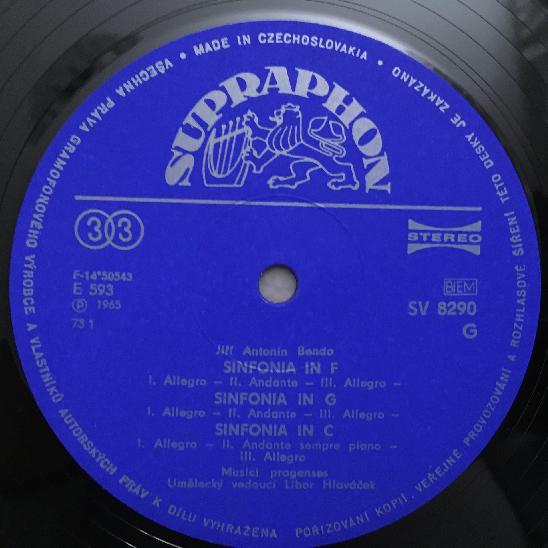 VŠECHNA PRÁVA GRAMOFONOVÉHO VÝROBCE A VLASTNÍKŮ AUTORSKÝCH PRÁV K DÍLU VYHRAŽENA
POŘIZOVÁNÍ KOPIÍ, VEŘEJNÉ PROVOZOVÁNÍ A ROZHLASOVÉ ŠÍŘENÍ TÉTO DESKY JE ZAKÁZÁNO
• MADE IN CZECHOSLOVAKIA •
SUPRAPHON
33
STEREO
F-14*50543
E 593
Ⓟ 1965
73 1
BIEM
SV 8290
G
Jiří Antonín Benda
SINFONIA IN F
I. Allegro – II. Andante – III. Allegro –
SINFONIA IN G
I. Allegro – II. Andante – III. Allegro –
SINFONIA IN C
I. Allegro – II. Andante sempre piano –
III. Allegro
Musici pragenses
Umělecký vedoucí Libor Hlaváček